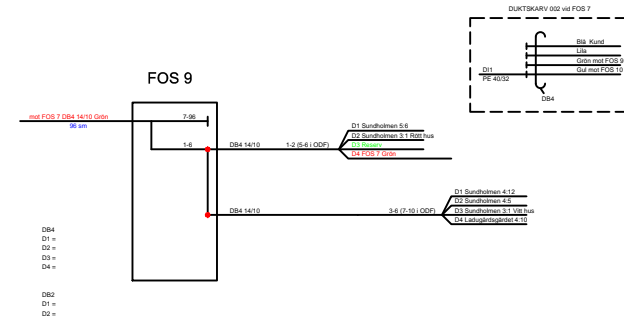 DUKTSKARV 002 vid FOS 7
Blå Kund
Lila
Grön mot FOS 9
Gul mot FOS 10
DI1
PE 40/32
DB4
FOS 9
mot FOS 7 DB4 14/10 Grön
96 sm
7-96
1-6
DB4 14/10
1-2 (5-6 i ODF)
D1 Sundholmen 5:6
D2 Sundholmen 3:1 Rött hus
D3 Reserv
D4 FOS 7 Grön
DB4 14/10
3-6 (7-10 i ODF)
D1 Sundholmen 4:12
D2 Sundholmen 4:5
D3 Sundholmen 3:1 Vitt hus
D4 Ladugårdsgärdet 4:10
DB4
D1 =
D2 =
D3 =
D4 =
DB2
D1 =
D2 =